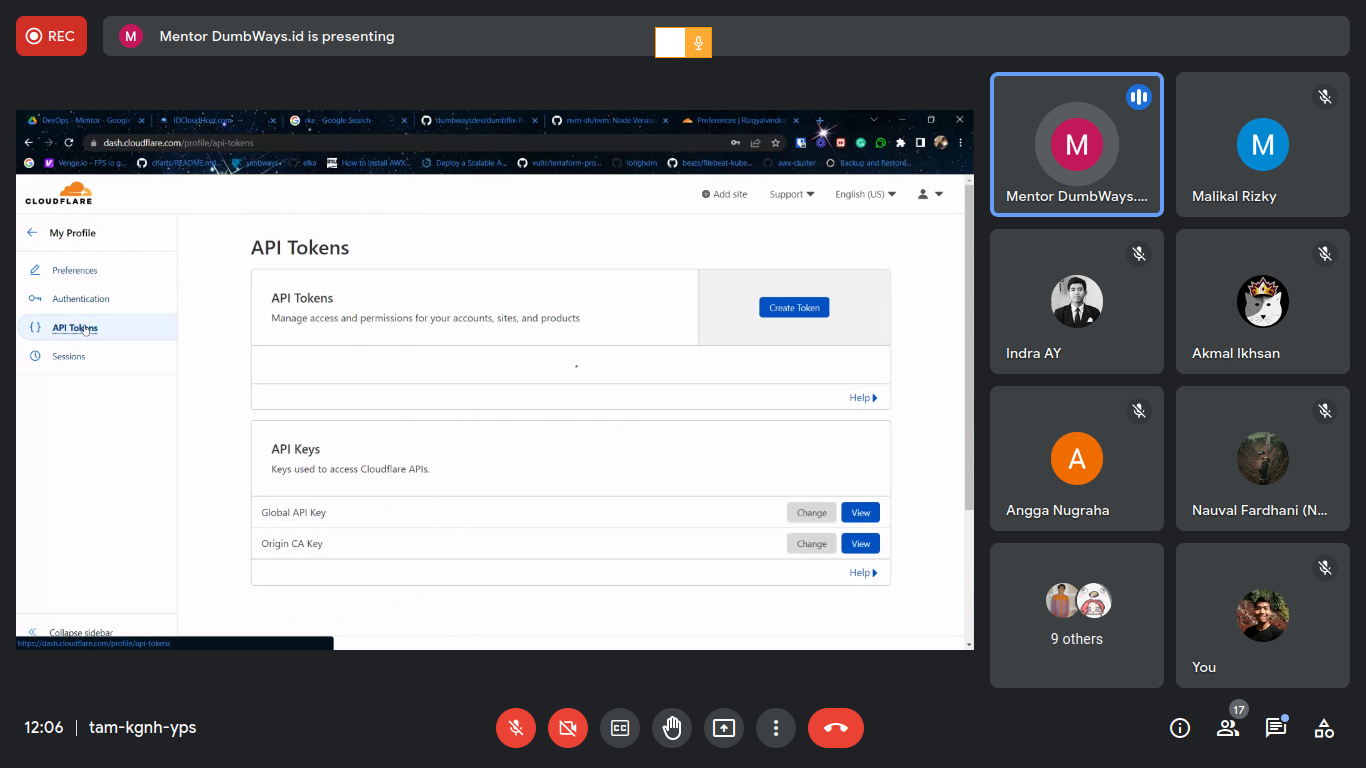 REC
M
Mentor DumbWays.id is presenting
DevOps - Mentor - Google
IDCloudHost.com
rke - Google Search
dumbwaysdev/dumbflix-fr
nvm-sh/nvm: Node Version
Preferences | Rizqyalvindra
dash.cloudflare.com/profile/api-tokens
Venge.io - FPS io g...
charts/README.md...
dumbways
elka
How to Install AWX...
Deploy a Scalable A...
vultr/terraform-pro...
longhorn
beats/filebeat-kube...
awx-cluster
Backup and Restore...
CLOUDFLARE
Add site
Support
English (US)
My Profile
Preferences
Authentication
API Tokens
Sessions
Collapse sidebar
https://dash.cloudflare.com/profile/api-tokens
API Tokens
API Tokens
Manage access and permissions for your accounts, sites, and products
Create Token
Help
API Keys
Keys used to access Cloudflare APIs.
Global API Key
Change
View
Origin CA Key
Change
View
Help
M
Mentor DumbWays....
M
Malikal Rizky
Indra AY
Akmal Ikhsan
A
Angga Nugraha
Nauval Fardhani (N...
9 others
You
12:06
tam-kgnh-yps
17